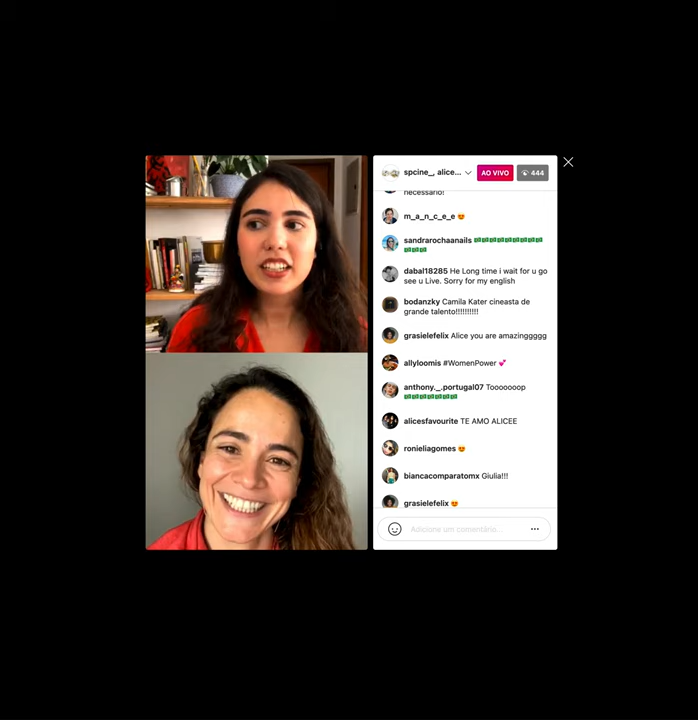 spcine_, alice...
AO VIVO
444
necessário!
m_a_n_c_e_e 😍
sandrarochaanails
dabal18285 He Long time i wait for u go
see u Live. Sorry for my english
bodanzky Camila Kater cineasta de
grande talento!!!!!!!!!!
grasielefelix Alice you are amazingggg
allyloomis #WomenPower 💕
anthony._.portugal07 Tooooooop
alicesfavourite TE AMO ALICEE
ronieliagomes 😍
biancacomparatomx Giulia!!!
grasielefelix 😍
Adicione um comentário...